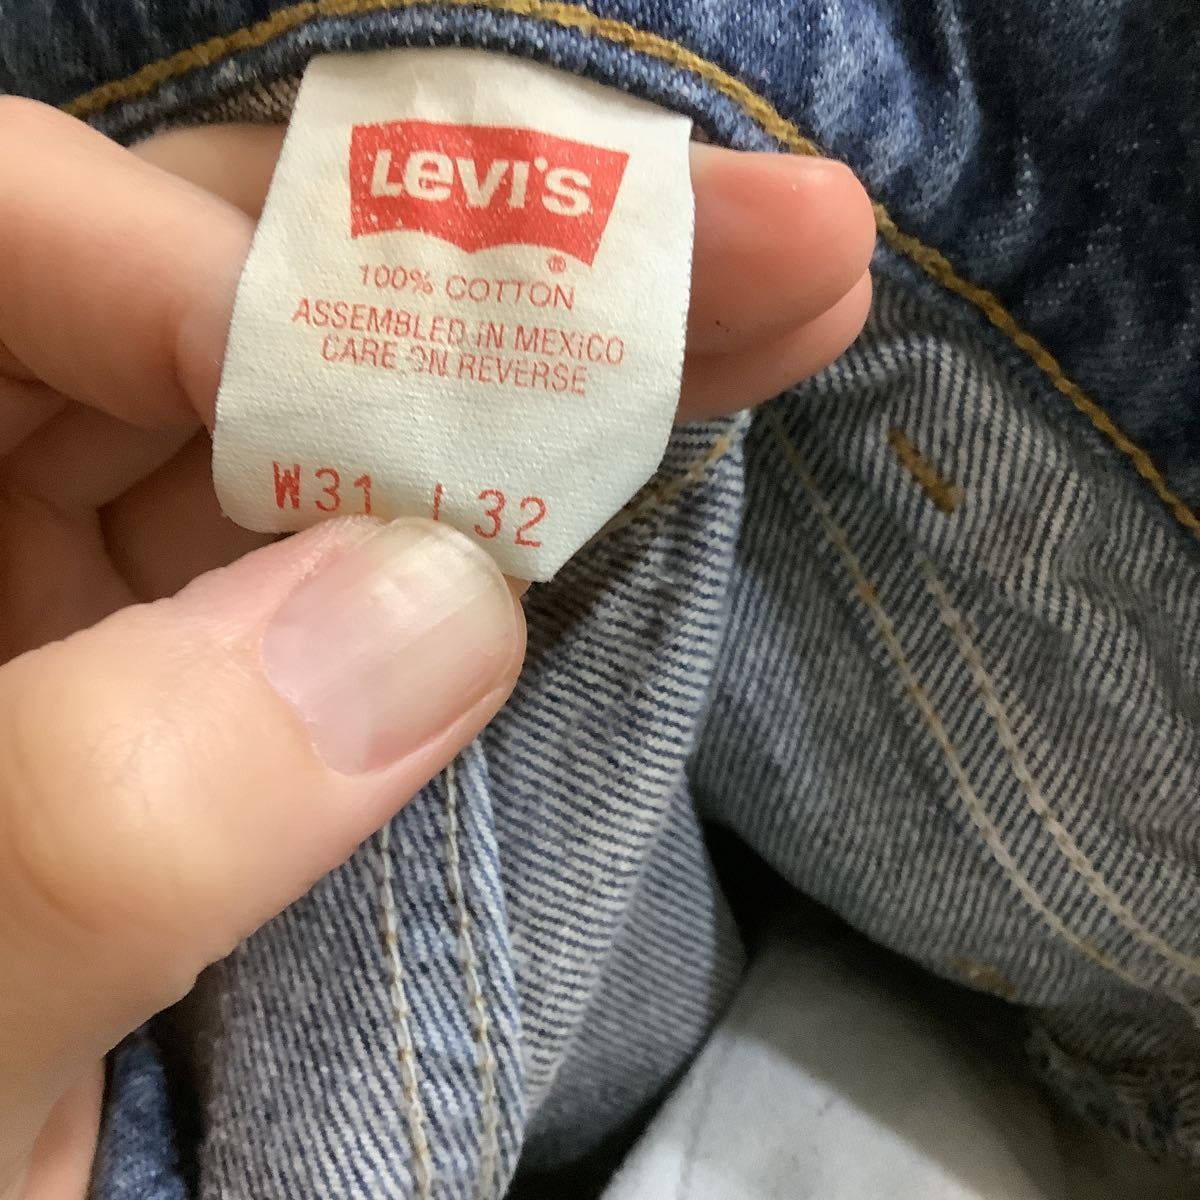 Levi's
®
100% COTTON
ASSEMBLED IN MEXICO
CARE ON REVERSE
W31 L32